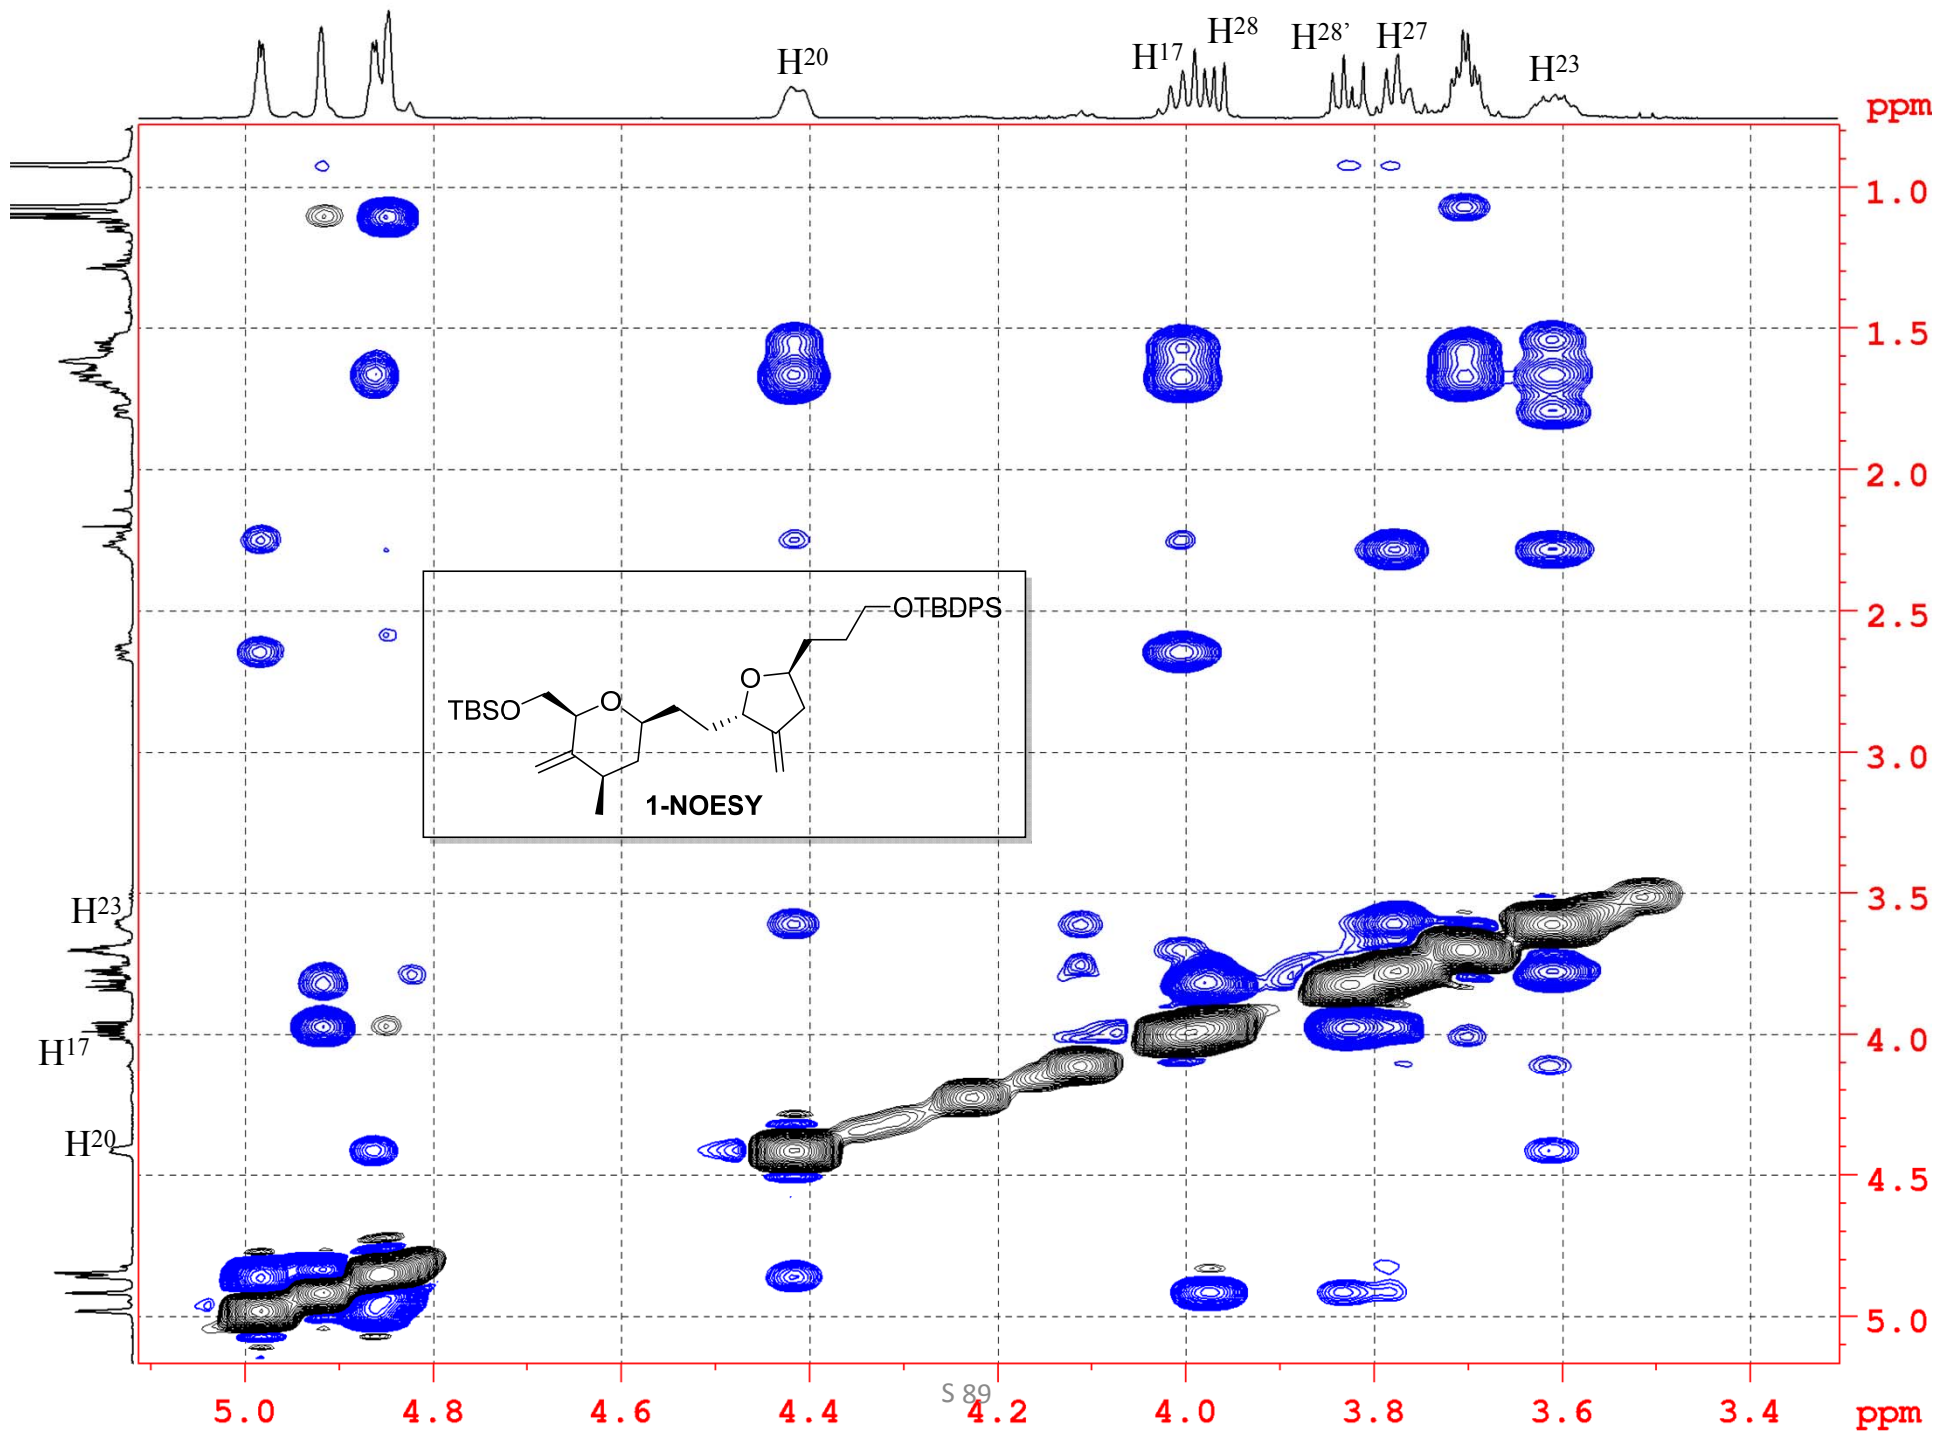 H28
H17
H28’
H27
H20
H23
ppm
1.0
1.5
2.0
2.5
OTBDPS
O
O
TBSO
3.0
1-NOESY
H23
3.5
4.0
H17
H20
4.5
5.0
S 89
5.0 4.8 4.6 4.4 4.2 4.0 3.8 3.6 3.4 ppm